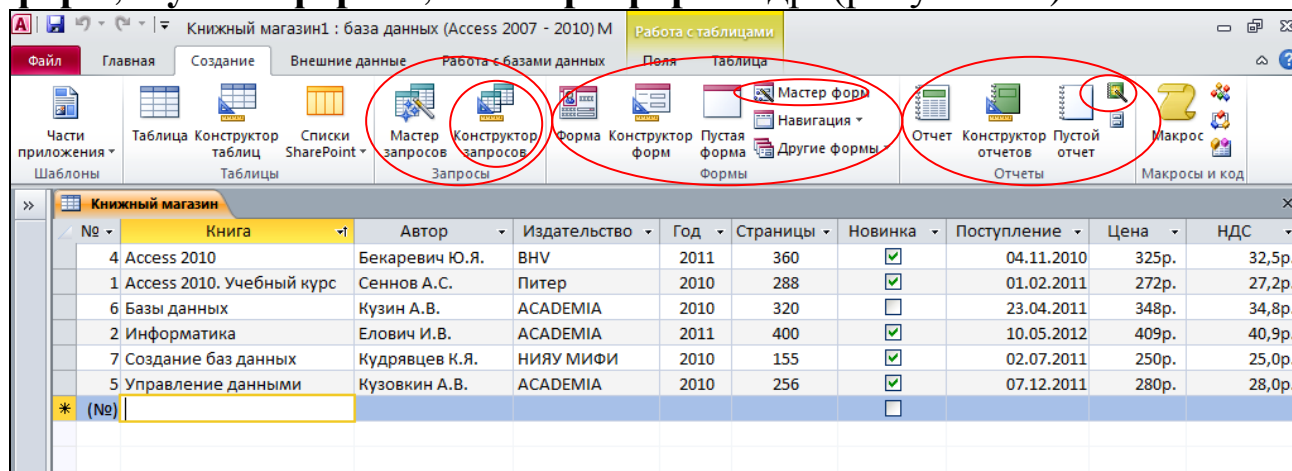 Книжный магазин1 : база данных (Access 2007 - 2010) M Работа с таблицами
Файл Главная Создание Внешние данные Работа с базами данных Поля Таблица
Части приложений
Таблица Конструктор таблиц Списки SharePoint
Мастер запросов Конструктор запросов
Форма Конструктор форм Пустая форма Мастер форм
Навигация
Другие формы
Отчет Конструктор отчетов Пустой отчет
Макрос
Шаблоны Таблицы Запросы Формы Отчеты Макросы и код
Книжный магазин
№ Книга Автор Издательство Год Страницы Новинка Поступление Цена НДС
4 Access 2010 Бекаревич Ю.Я. BHV 2011 360 04.11.2010 325р. 32,5р.
1 Access 2010. Учебный курс Сеннов А.С. Питер 2010 288 01.02.2011 272р. 27,2р.
6 Базы данных Кузин А.В. ACADEMIA 2010 320 23.04.2011 348р. 34,8р.
2 Информатика Елович И.В. ACADEMIA 2011 400 10.05.2012 409р. 40,9р.
7 Создание баз данных Кудрявцев К.Я. НИЯУ МИФИ 2010 155 02.07.2011 250р. 25,0р.
5 Управление данными Кузовкин А.В. ACADEMIA 2010 256 07.12.2011 280р. 28,0р.
(№)